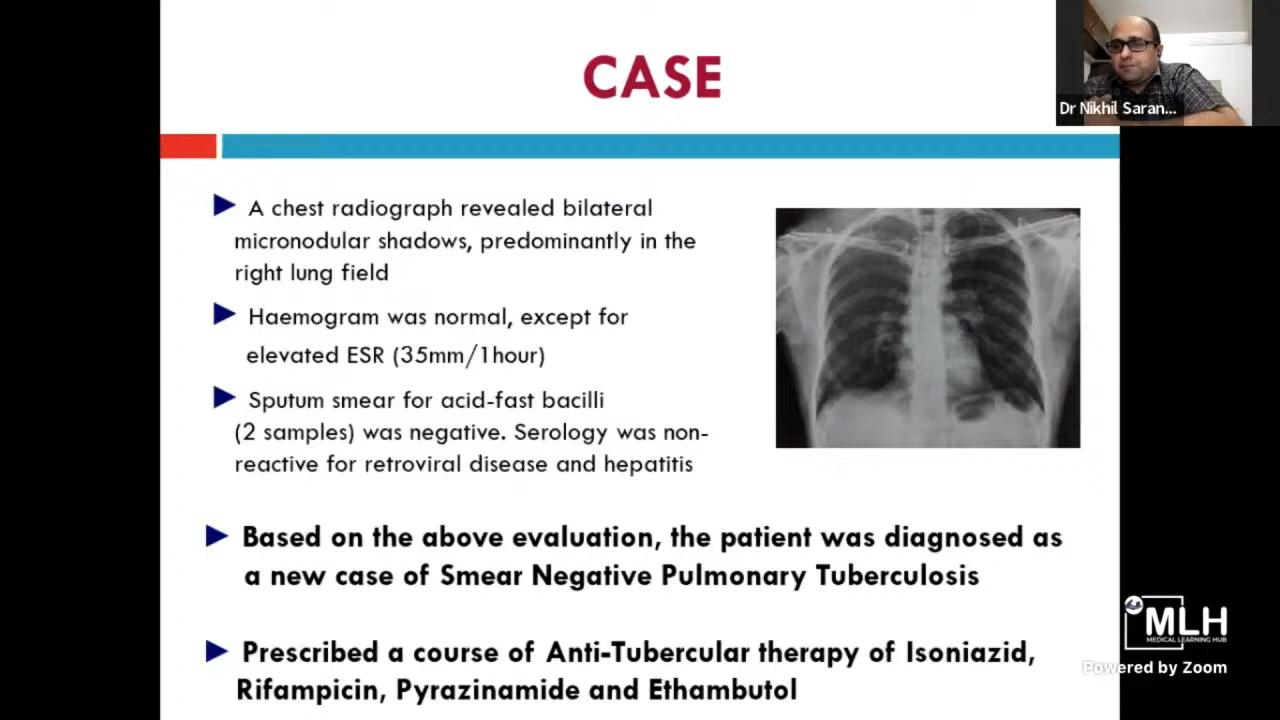 CASE
Dr Nikhil Saran...
A chest radiograph revealed bilateral
micronodular shadows, predominantly in the
right lung field
Haemogram was normal, except for
elevated ESR (35mm/1hour)
Sputum smear for acid-fast bacilli
(2 samples) was negative. Serology was non-
reactive for retroviral disease and hepatitis
Based on the above evaluation, the patient was diagnosed as
a new case of Smear Negative Pulmonary Tuberculosis
Prescribed a course of Anti-Tubercular therapy of Isoniazid,
Rifampicin, Pyrazinamide and Ethambutol
MLH
MEDICAL LEARNING HUB
Powered by Zoom